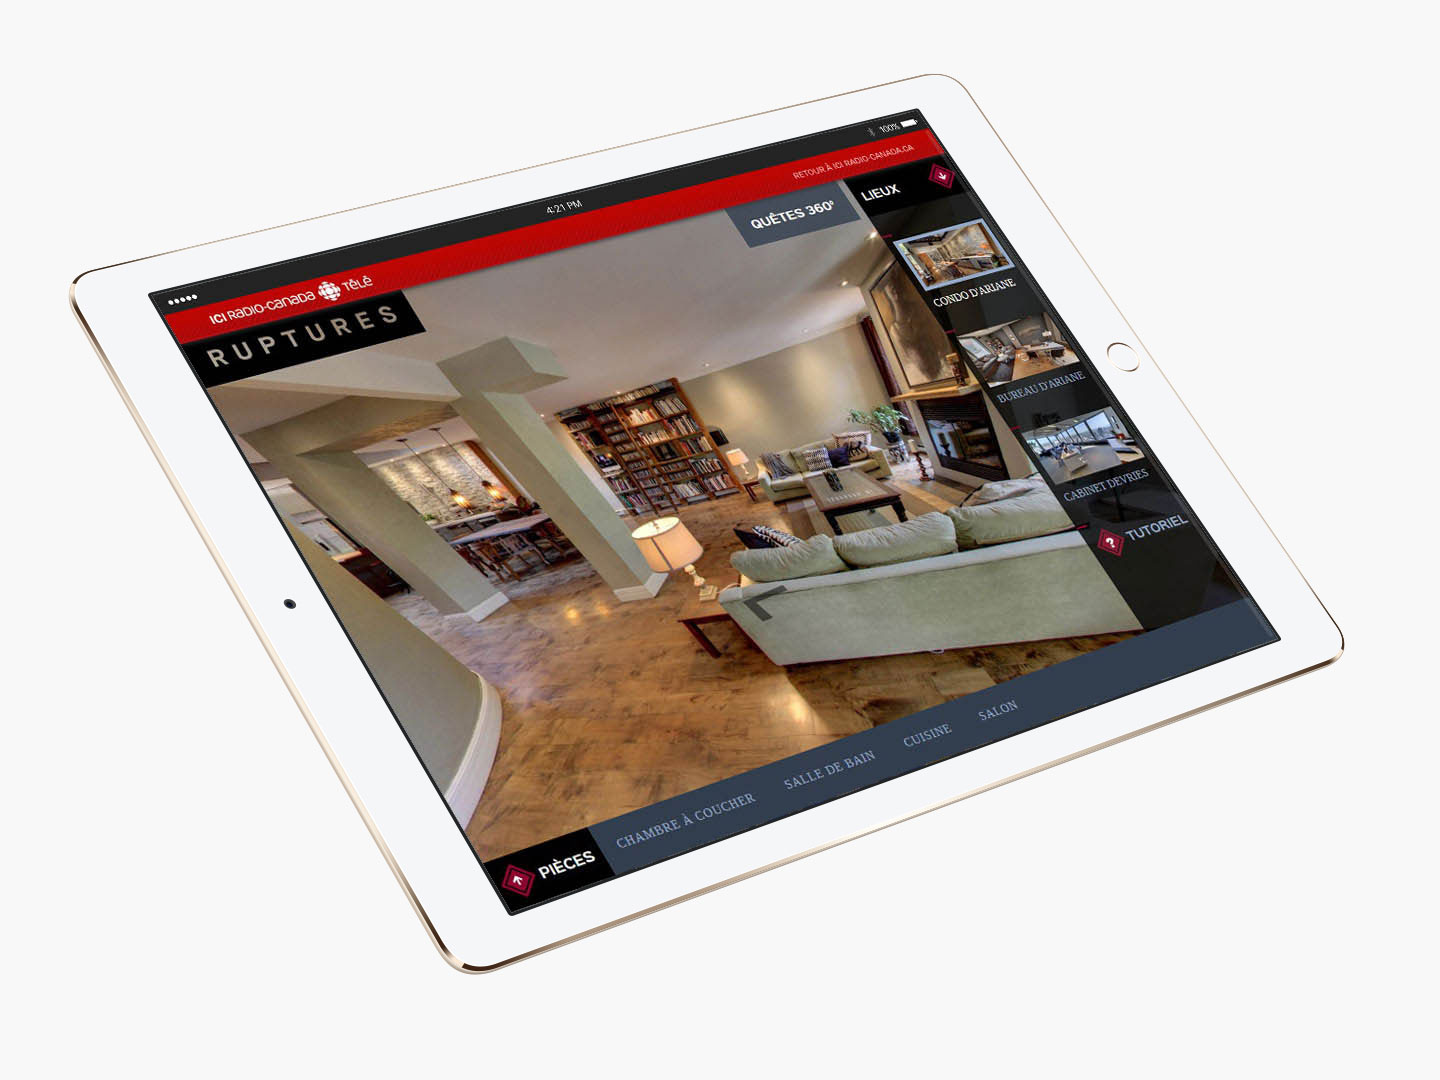 4:21 PM
100%
ICI RADIO-CANADA TÉLÉ
RETOUR À ICI RADIO-CANADA.CA
RUPTURES
QUÊTES 360°
LIEUX
CONDO D'ARIANE
BUREAU D'ARIANE
CABINET DEVRIES
? TUTORIEL
PIÈCES
CHAMBRE À COUCHER
SALLE DE BAIN
CUISINE
SALON